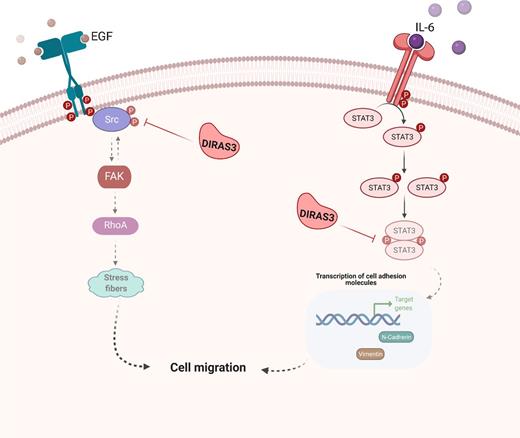 EGF
IL-6
P
P
P
P
Src
P
P
DIRAS3
FAK
RhoA
Stress
fibers
P
P
STAT3
STAT3
P
STAT3
P
STAT3
P
DIRAS3
STAT3
P
P
STAT3
Transcription of cell adhesion
molecules
Target
genes
N-Cadherin
Vimentin
Cell migration